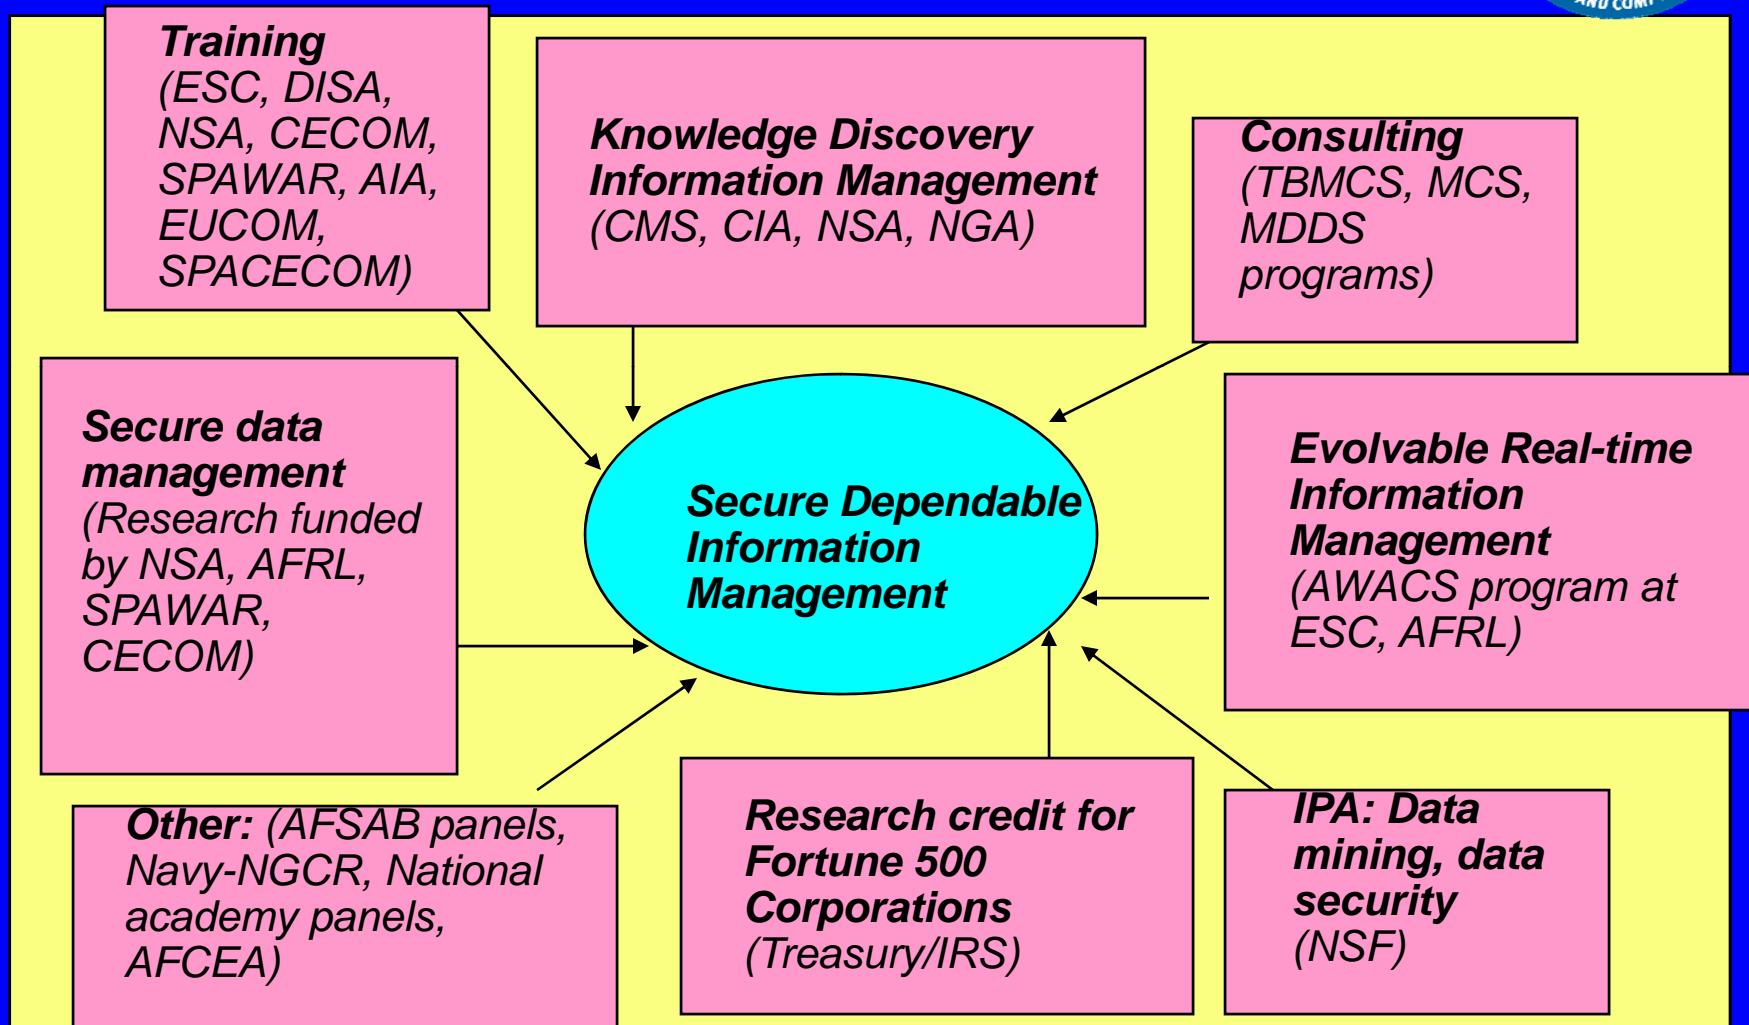 AND COMP
Training
(ESC, DISA,
NSA, CECOM,
SPAWAR, AIA,
EUCOM,
SPACECOM)
Knowledge Discovery
Information Management
(CMS, CIA, NSA, NGA)
Consulting
(TBMCS, MCS,
MDDS
programs)
Secure data
management
(Research funded
by NSA, AFRL,
SPAWAR,
CECOM)
Secure Dependable
Information
Management
Evolvable Real-time
Information
Management
(AWACS program at
ESC, AFRL)
Other: (AFSAB panels,
Navy-NGCR, National
academy panels,
AFCEA)
Research credit for
Fortune 500
Corporations
(Treasury/IRS)
IPA: Data
mining, data
security
(NSF)